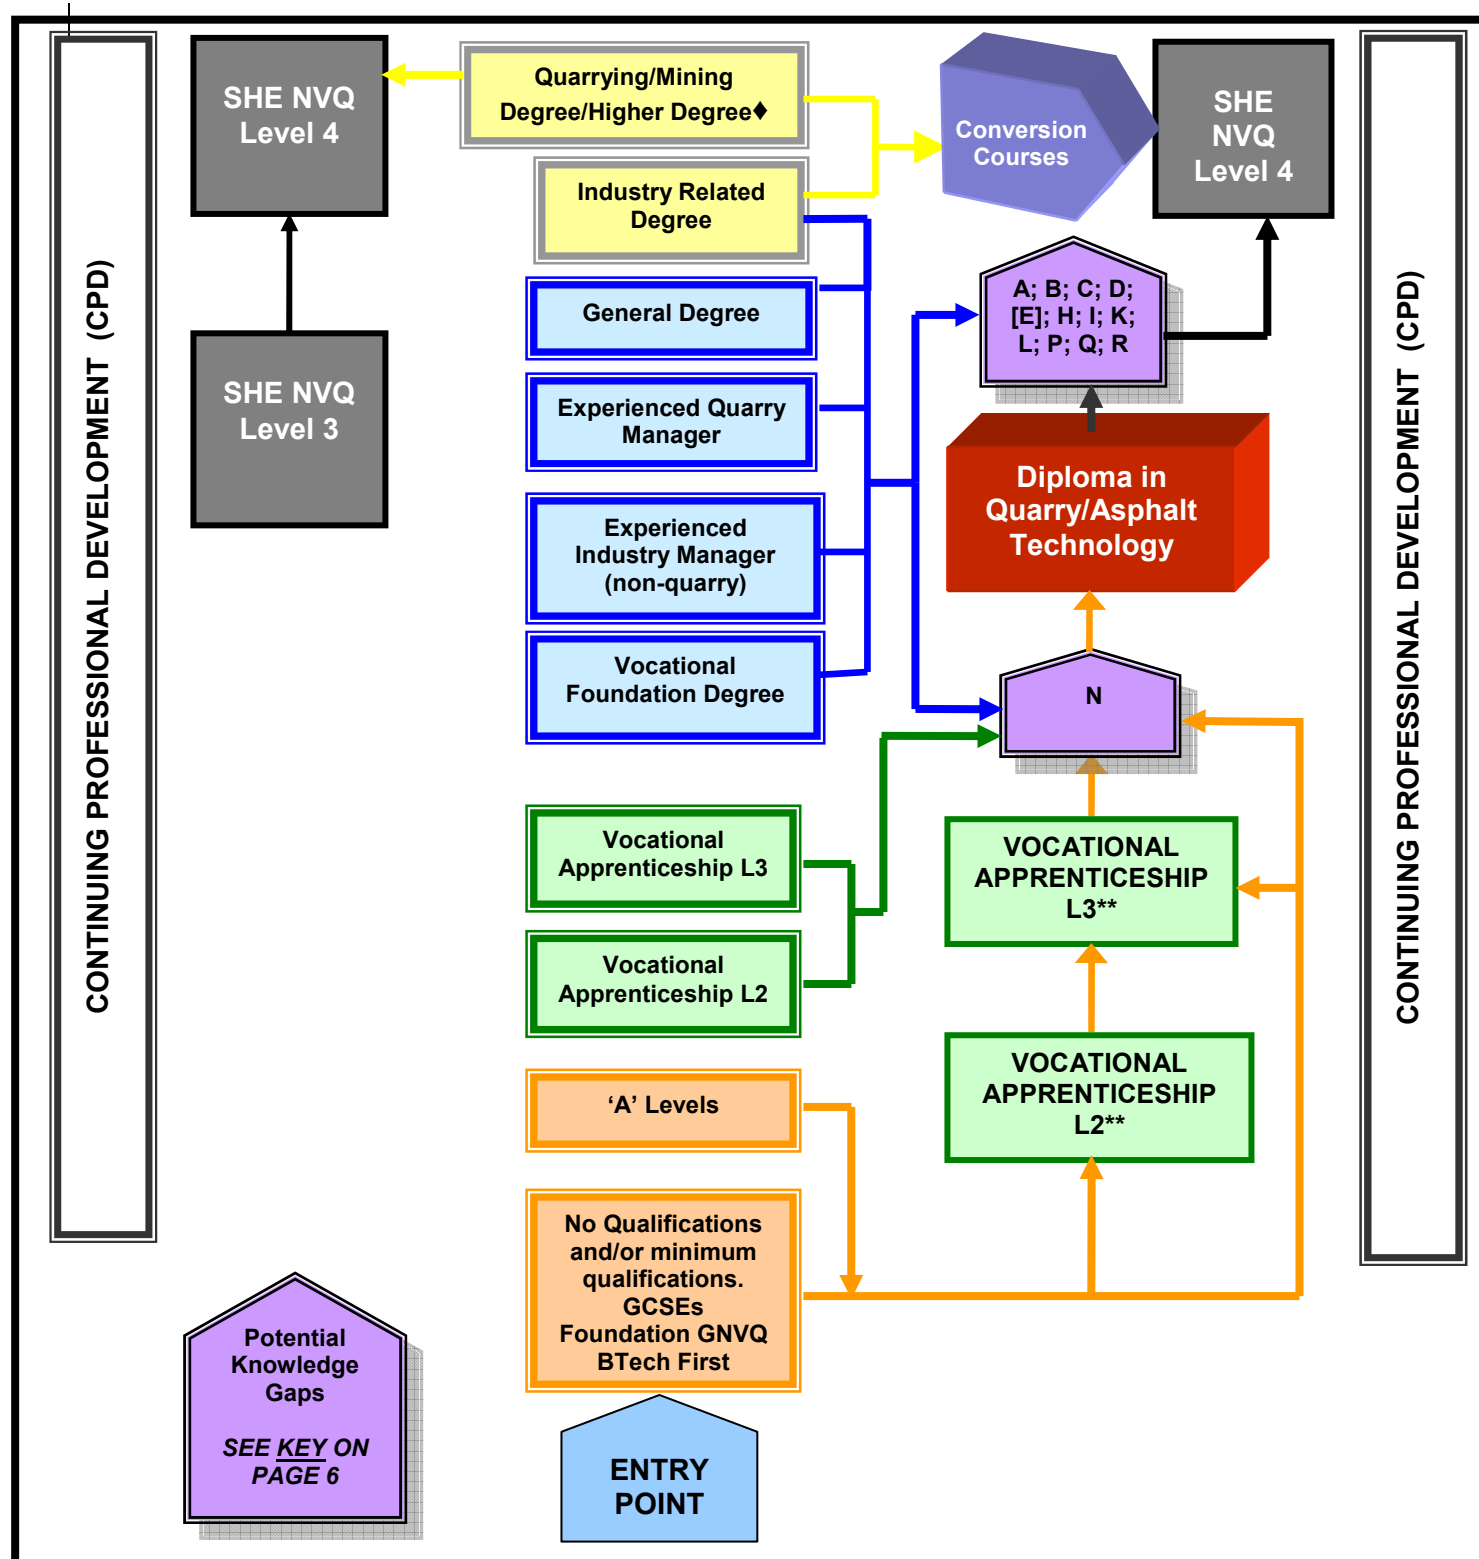 CONTINUING PROFESSIONAL DEVELOPMENT  (CPD)
SHE NVQ
Level 4
SHE NVQ
Level 3
Quarrying/Mining
Degree/Higher Degree♦
Industry Related
Degree
General Degree
Experienced Quarry
Manager
Experienced
Industry Manager
(non-quarry)
Vocational
Foundation Degree
Vocational
Apprenticeship L3
Vocational
Apprenticeship L2
‘A’ Levels
No Qualifications
and/or minimum
qualifications.
GCSEs
Foundation GNVQ
BTech First
ENTRY
POINT
Potential
Knowledge
Gaps
SEE KEY ON
PAGE 6
Conversion
Courses
SHE
NVQ
Level 4
A; B; C; D;
[E]; H; I; K;
L; P; Q; R
Diploma in
Quarry/Asphalt
Technology
N
VOCATIONAL
APPRENTICESHIP
L3**
VOCATIONAL
APPRENTICESHIP
L2**
CONTINUING PROFESSIONAL DEVELOPMENT  (CPD)